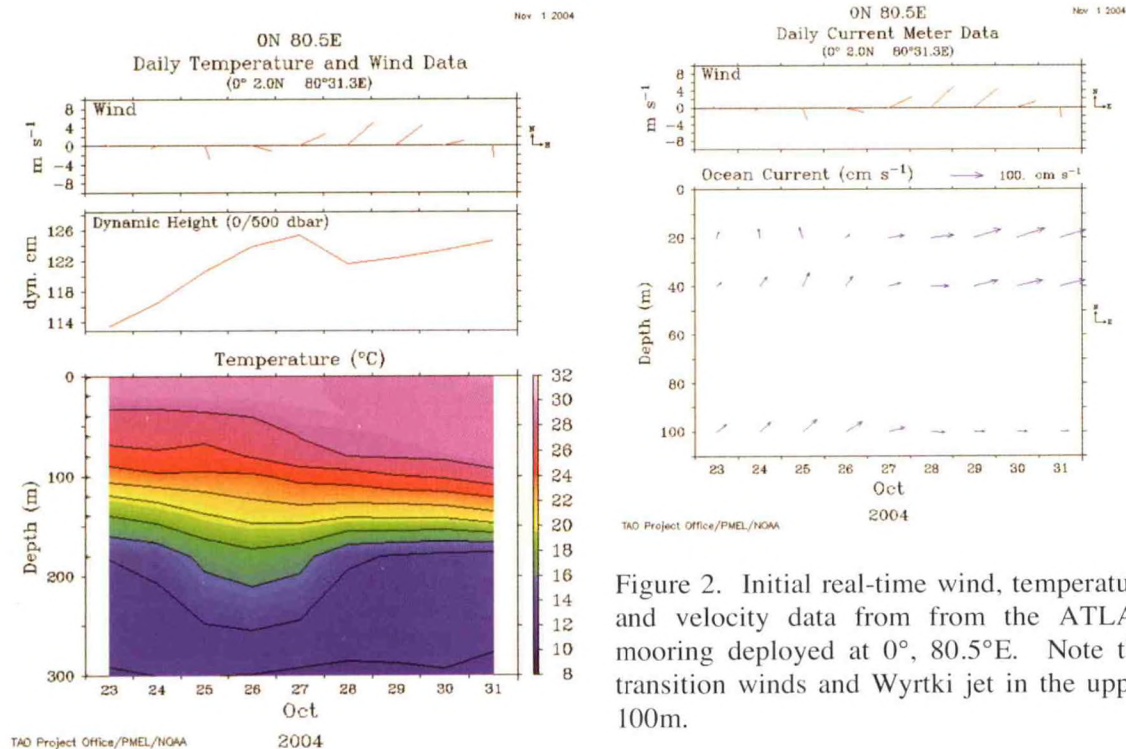 Nov 1 2004
0N 80.5E
Daily Temperature and Wind Data
(0° 2.0N 80°31.3E)
Wind
m s⁻¹
8
4
0
-4
-8
N
E
Dynamic Height (0/500 dbar)
dyn. cm
126
122
118
114
Temperature (°C)
Depth (m)
0
100
200
300
32
30
28
26
24
22
20
18
16
14
12
10
8
23 24 25 26 27 28 29 30 31
Oct
2004
TAO Project Office/PMEL/NOAA
Nov 1 2004
0N 80.5E
Daily Current Meter Data
(0° 2.0N 80°31.3E)
Wind
m s⁻¹
8
4
0
-4
-8
N
E
Ocean Current (cm s⁻¹) 100. cm s⁻¹
Depth (m)
0
20
40
60
80
100
N
E
23 24 25 26 27 28 29 30 31
Oct
2004
TAO Project Office/PMEL/NOAA
Figure 2. Initial real-time wind, temperatu
and velocity data from from the ATLA
mooring deployed at 0°, 80.5°E. Note t
transition winds and Wyrtki jet in the upp
100m.